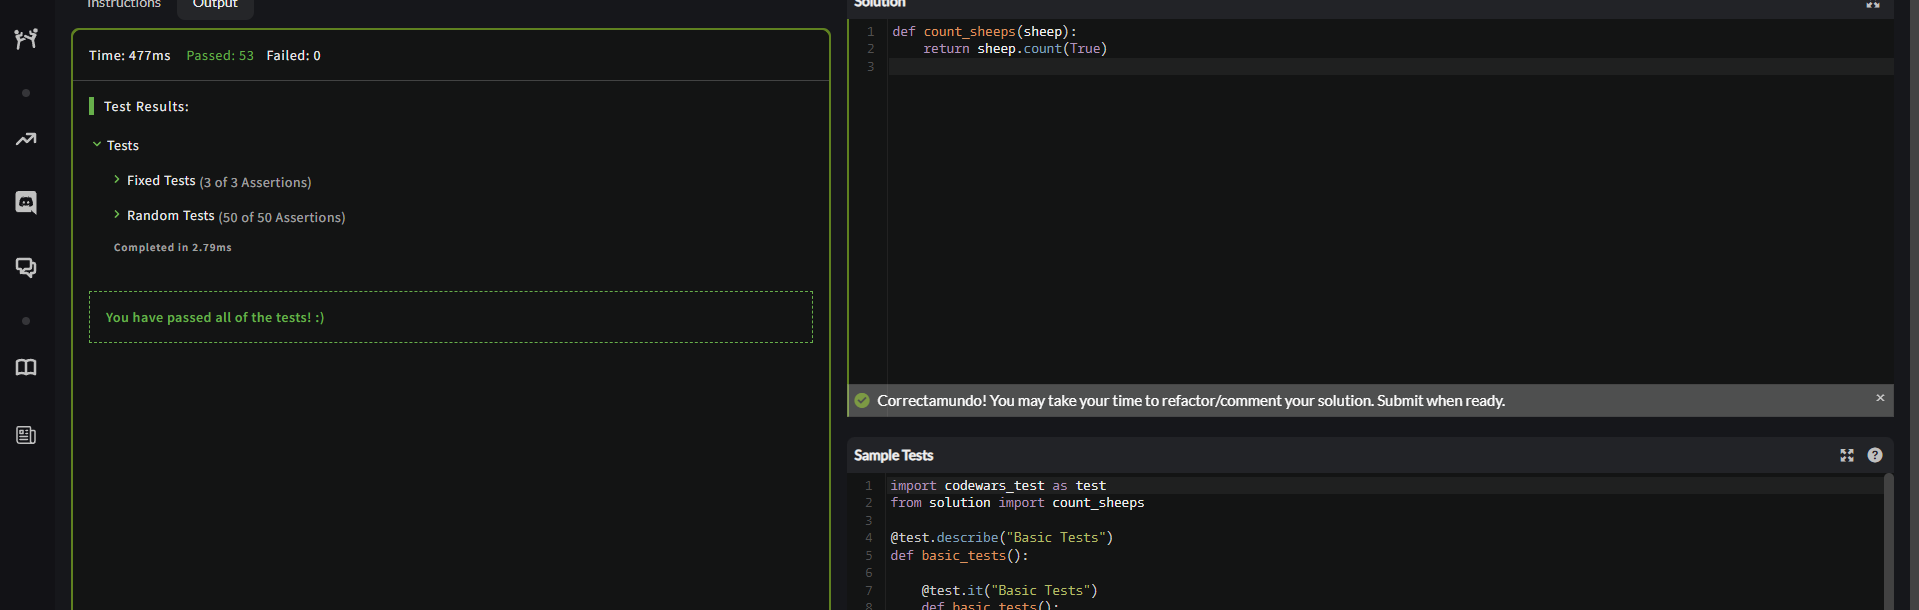 Instructions
Output
Time: 477ms Passed: 53 Failed: 0
Test Results:
Tests
Fixed Tests (3 of 3 Assertions)
Random Tests (50 of 50 Assertions)
Completed in 2.79ms
You have passed all of the tests! :)
Solution
1 def count_sheeps(sheep):
2     return sheep.count(True)
3
Correctamundo! You may take your time to refactor/comment your solution. Submit when ready.
×
Sample Tests
?
1 import codewars_test as test
2 from solution import count_sheeps
3
4 @test.describe("Basic Tests")
5 def basic_tests():
6
7     @test.it("Basic Tests")
8     def basic_tests():